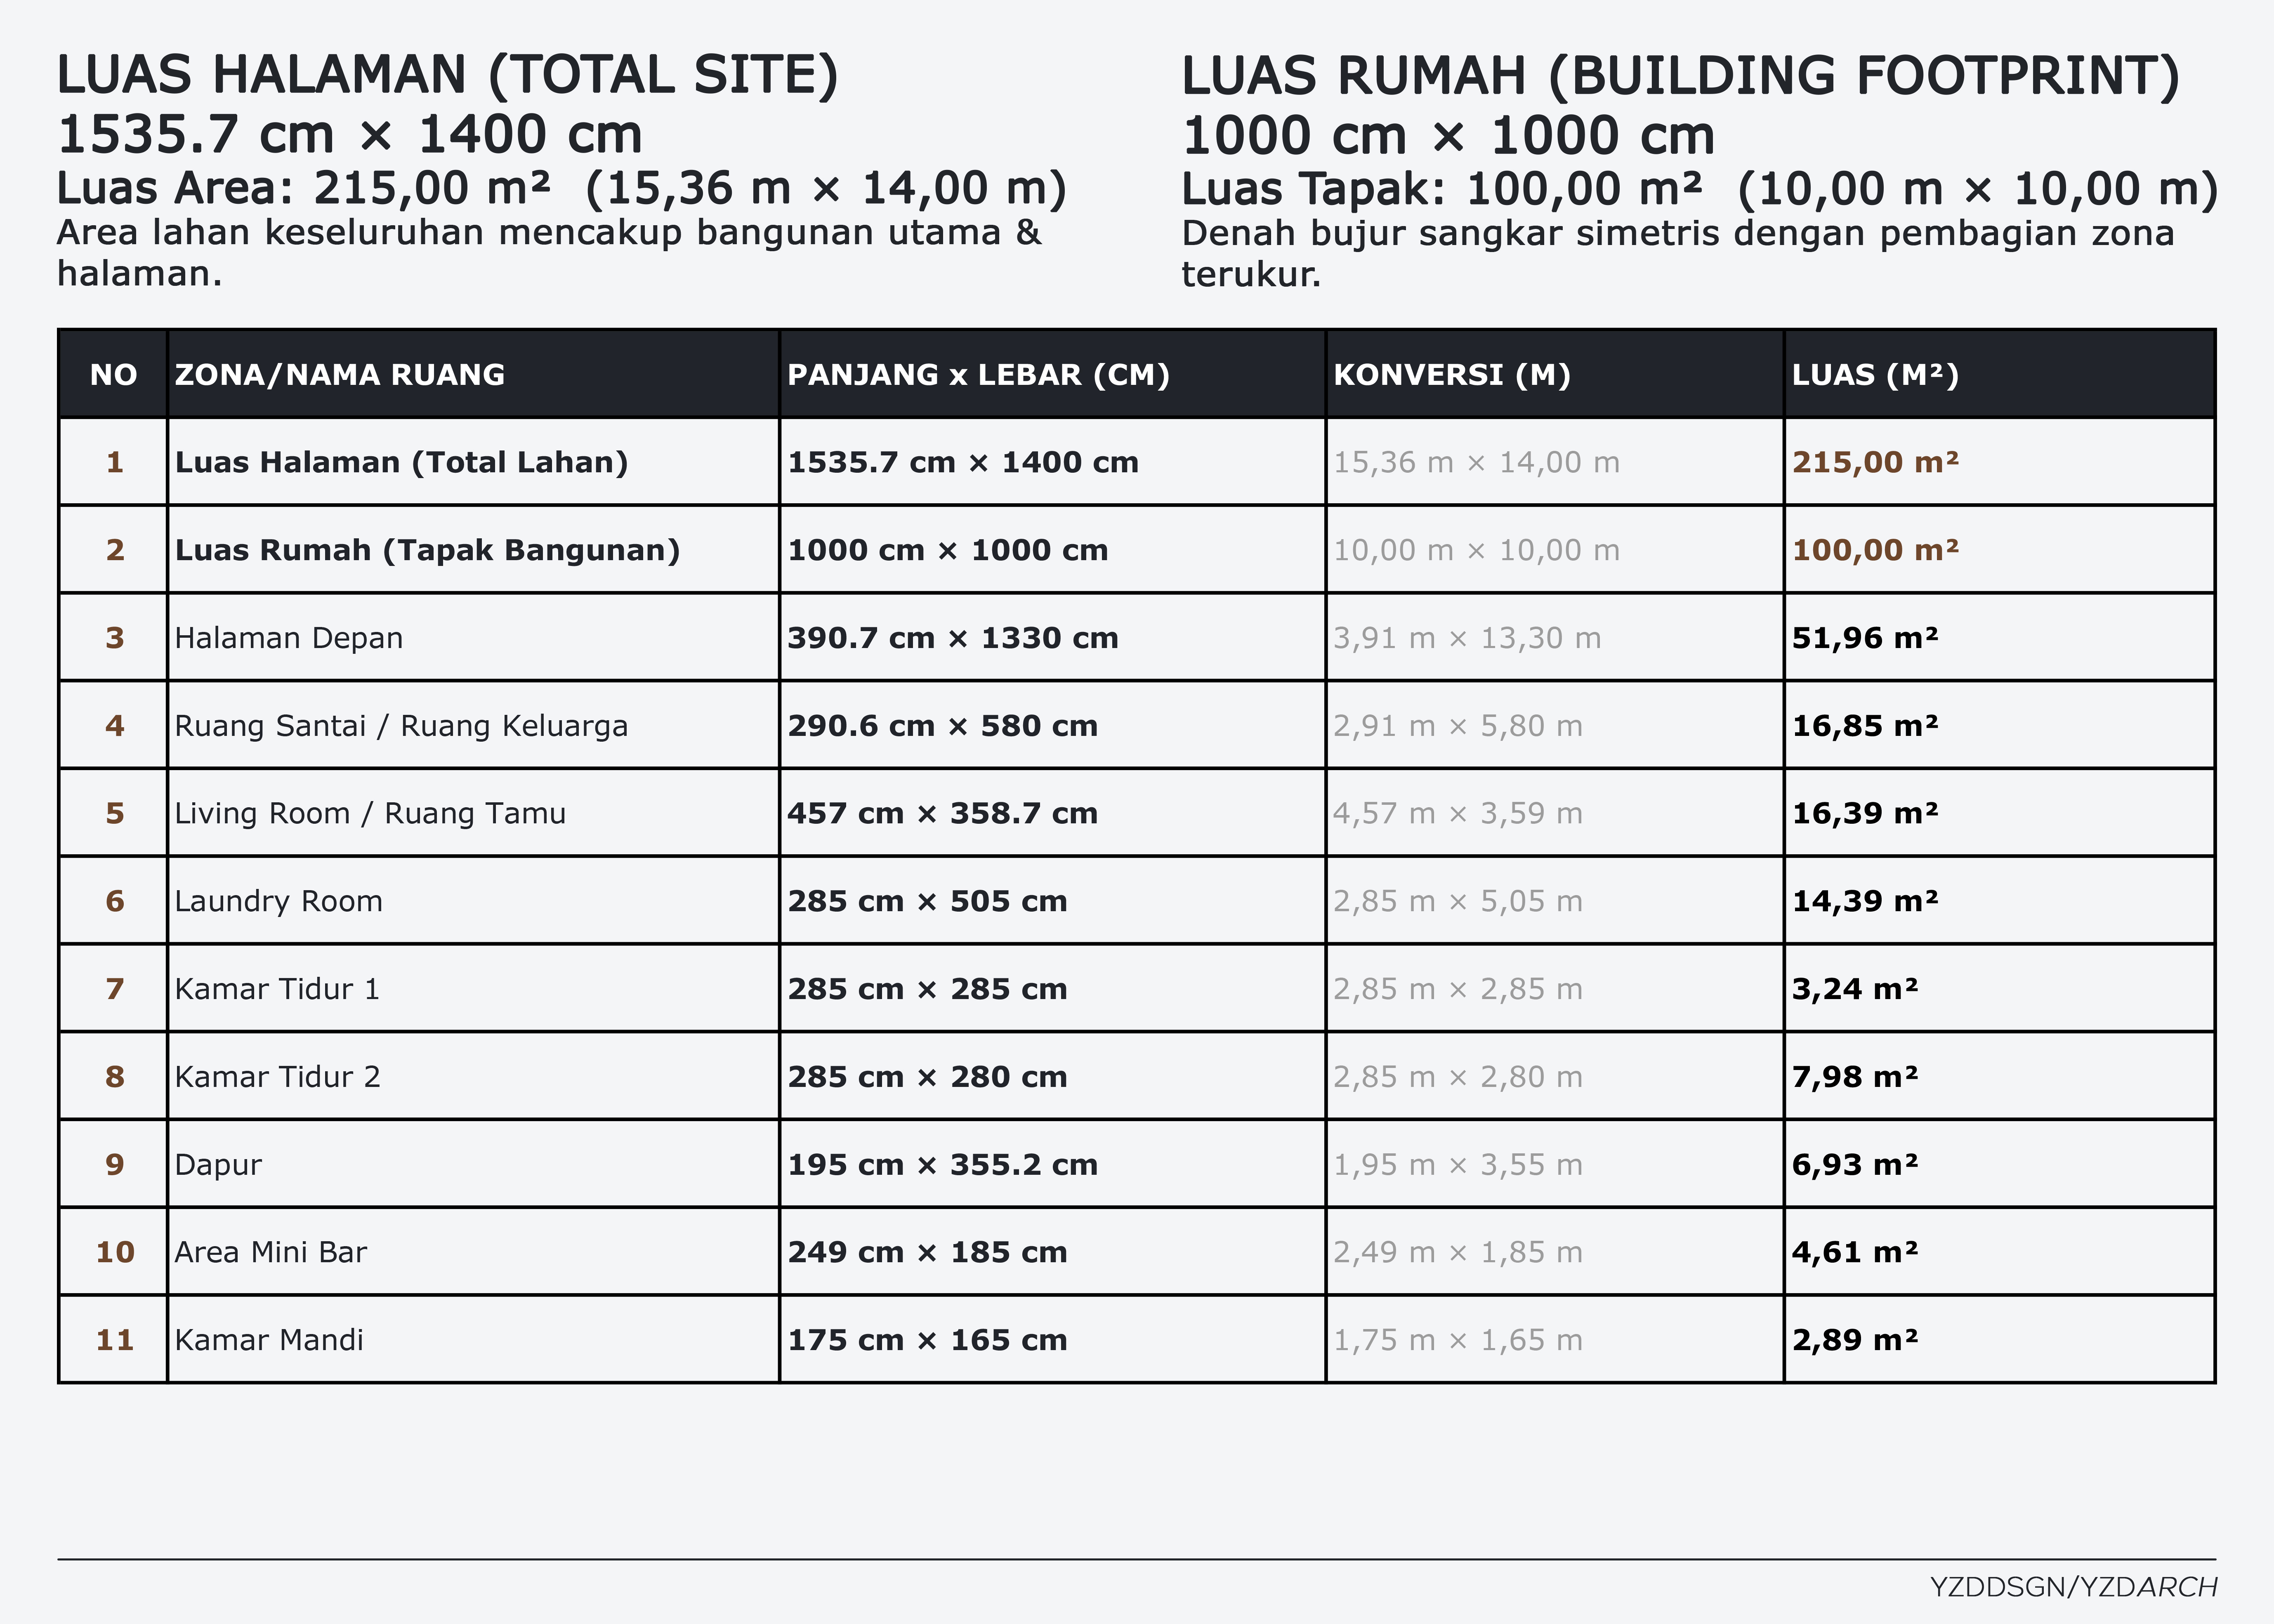 LUAS HALAMAN (TOTAL SITE)
1535.7 cm × 1400 cm
Luas Area: 215,00 m² (15,36 m × 14,00 m)
Area lahan keseluruhan mencakup bangunan utama &
halaman.
LUAS RUMAH (BUILDING FOOTPRINT)
1000 cm × 1000 cm
Luas Tapak: 100,00 m² (10,00 m × 10,00 m)
Denah bujur sangkar simetris dengan pembagian zona
terukur.
NO ZONA/NAMA RUANG PANJANG x LEBAR (CM) KONVERSI (M) LUAS (M²)
1 Luas Halaman (Total Lahan) 1535.7 cm × 1400 cm 15,36 m × 14,00 m 215,00 m²
2 Luas Rumah (Tapak Bangunan) 1000 cm × 1000 cm 10,00 m × 10,00 m 100,00 m²
3 Halaman Depan 390.7 cm × 1330 cm 3,91 m × 13,30 m 51,96 m²
4 Ruang Santai / Ruang Keluarga 290.6 cm × 580 cm 2,91 m × 5,80 m 16,85 m²
5 Living Room / Ruang Tamu 457 cm × 358.7 cm 4,57 m × 3,59 m 16,39 m²
6 Laundry Room 285 cm × 505 cm 2,85 m × 5,05 m 14,39 m²
7 Kamar Tidur 1 285 cm × 285 cm 2,85 m × 2,85 m 3,24 m²
8 Kamar Tidur 2 285 cm × 280 cm 2,85 m × 2,80 m 7,98 m²
9 Dapur 195 cm × 355.2 cm 1,95 m × 3,55 m 6,93 m²
10 Area Mini Bar 249 cm × 185 cm 2,49 m × 1,85 m 4,61 m²
11 Kamar Mandi 175 cm × 165 cm 1,75 m × 1,65 m 2,89 m²
YZDDSGN/YZDARCH